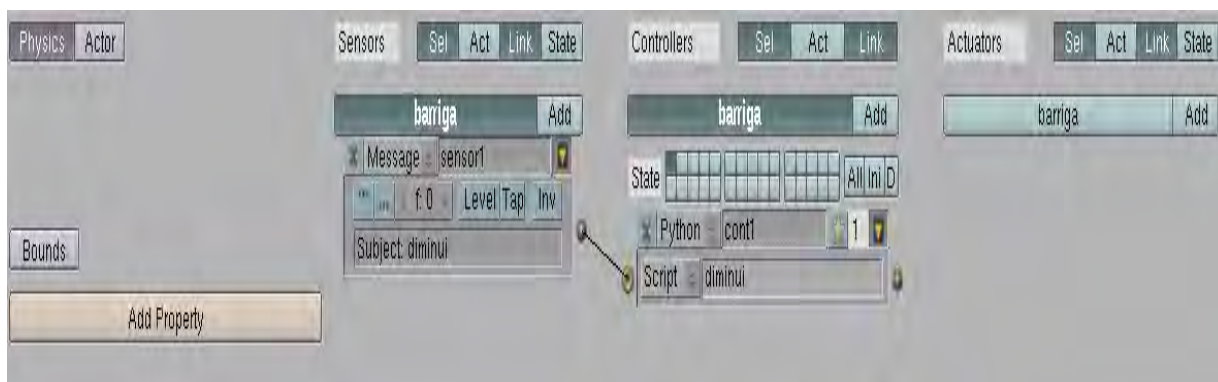 Physics Actor
Sensors Sel Act Link State
Controllers Sel Act Link
Actuators Sel Act Link State
barriga Add
barriga Add
barriga Add
Message sensor1
f: 0 Level Tap Inv
Subject: diminui
State All Ini D
Python cont1 1
Script diminui
Bounds
Add Property